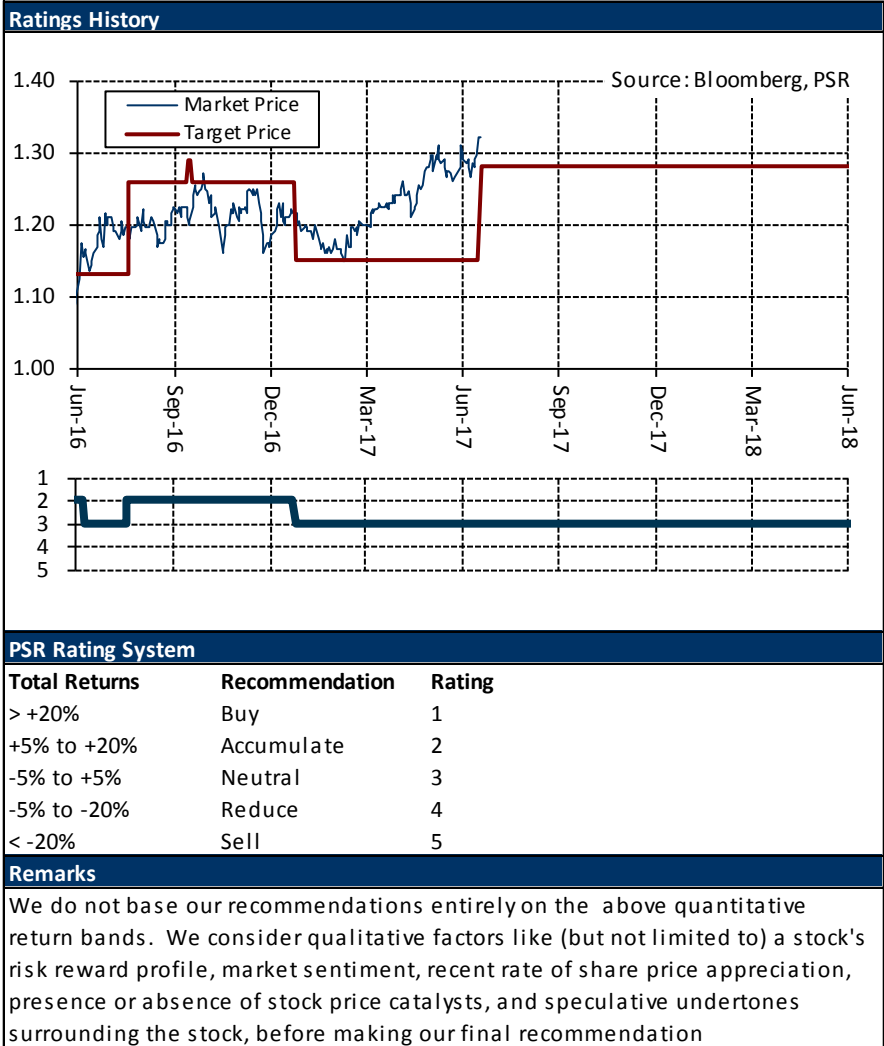 Ratings History
Source: Bloomberg, PSR
Market Price
Target Price
1.40
1.30
1.20
1.10
1.00
Jun-16
Sep-16
Dec-16
Mar-17
Jun-17
Sep-17
Dec-17
Mar-18
Jun-18
1
2
3
4
5
PSR Rating System
Total Returns Recommendation Rating
> +20% Buy 1
+5% to +20% Accumulate 2
-5% to +5% Neutral 3
-5% to -20% Reduce 4
< -20% Sell 5
Remarks
We do not base our recommendations entirely on the above quantitative
return bands. We consider qualitative factors like (but not limited to) a stock's
risk reward profile, market sentiment, recent rate of share price appreciation,
presence or absence of stock price catalysts, and speculative undertones
surrounding the stock, before making our final recommendation